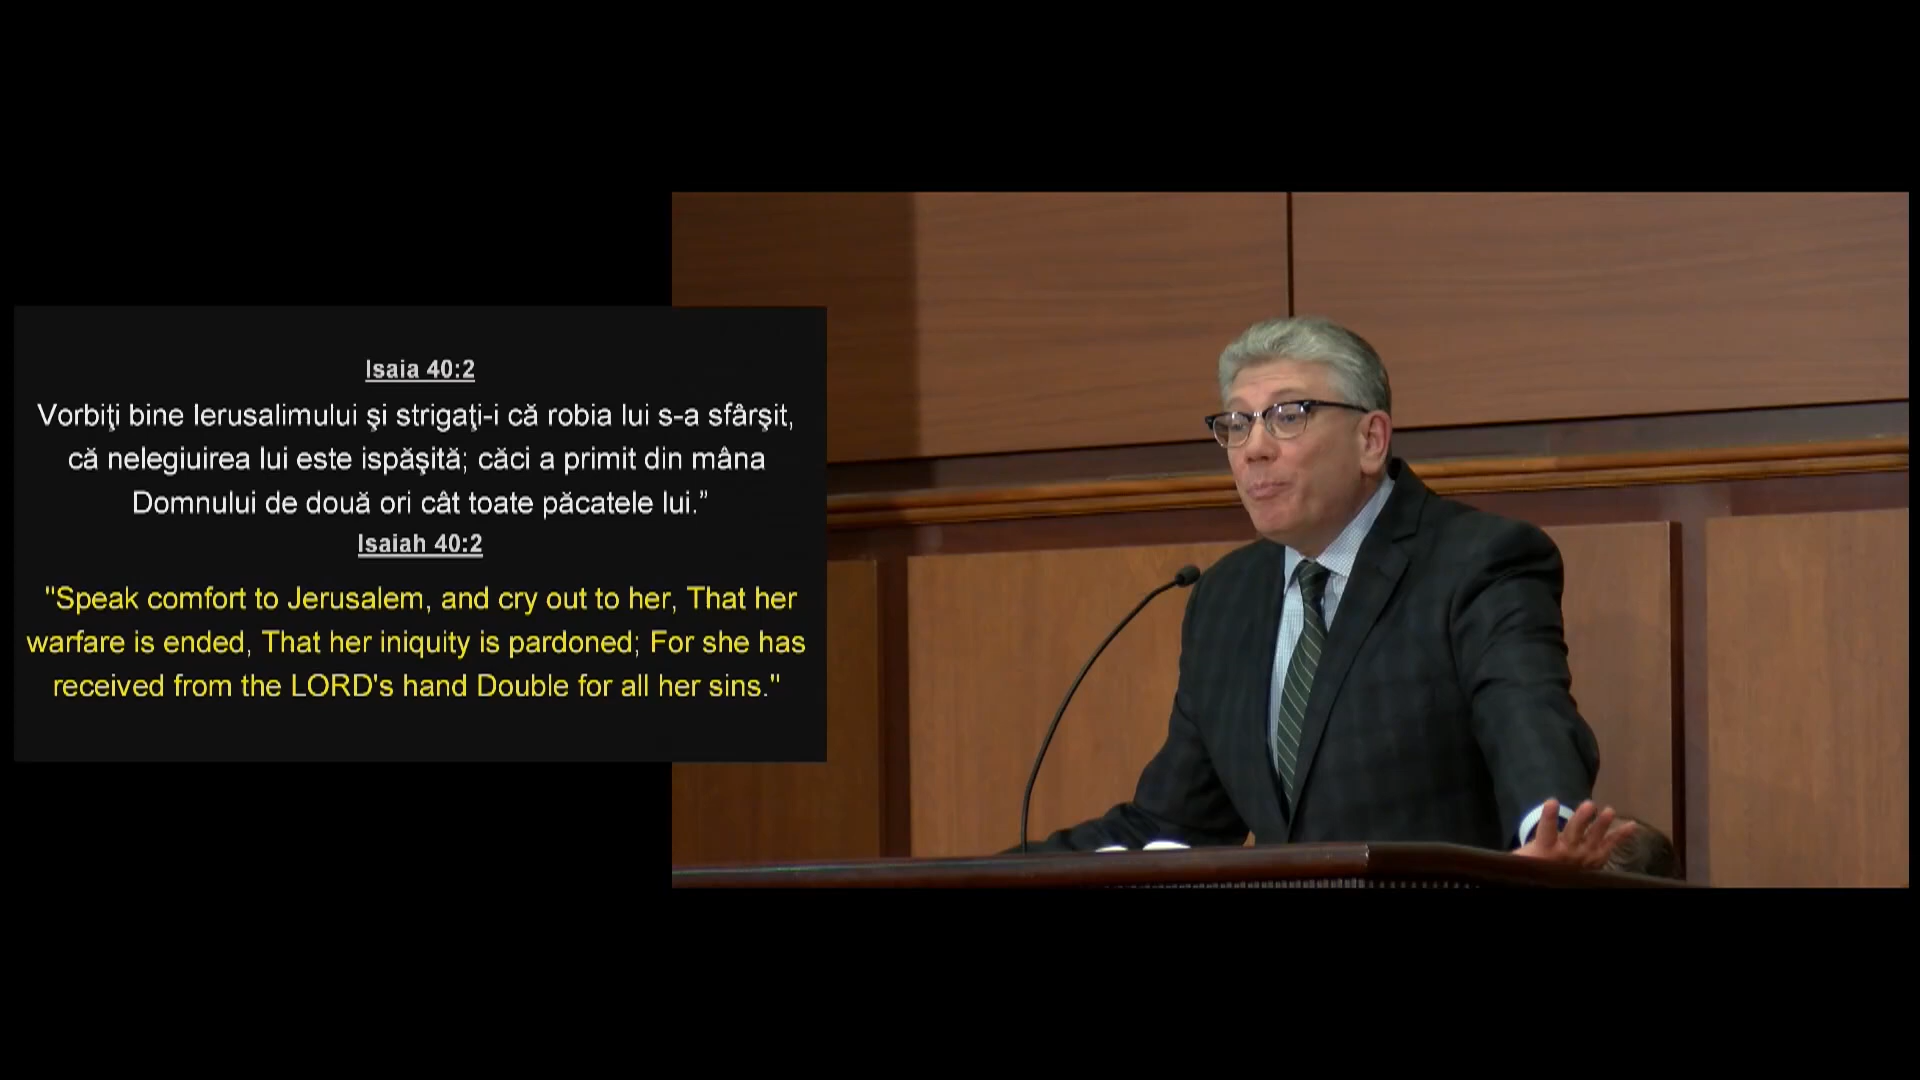 Isaia 40:2
Vorbiţi bine Ierusalimului şi strigaţi-i că robia lui s-a sfârşit,
că nelegiuirea lui este ispăşită; căci a primit din mâna
Domnului de două ori cât toate păcatele lui.”
Isaiah 40:2
"Speak comfort to Jerusalem, and cry out to her, That her
warfare is ended, That her iniquity is pardoned; For she has
received from the LORD's hand Double for all her sins."